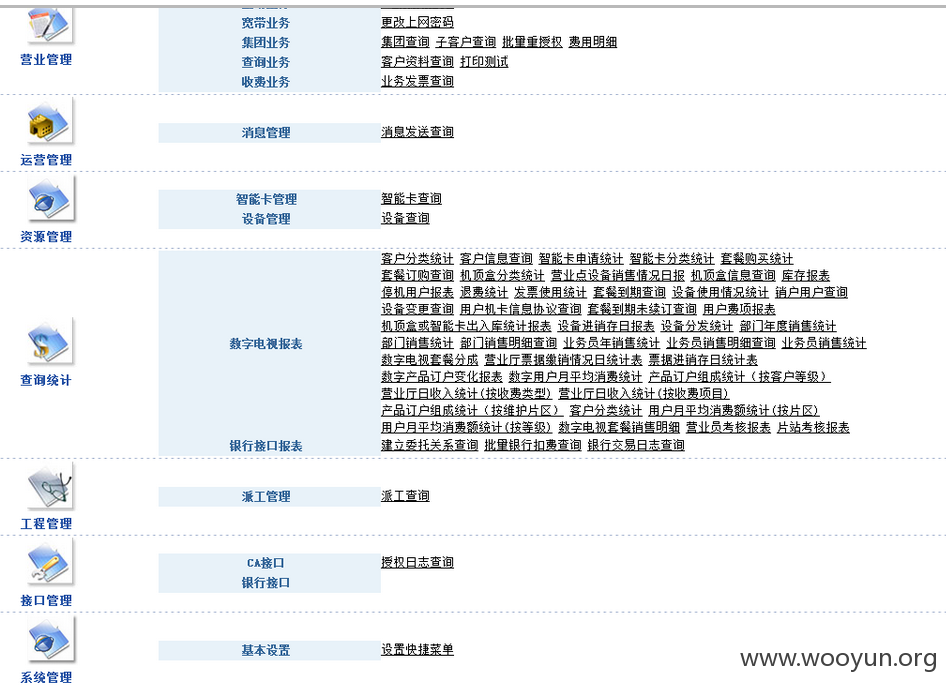 宽带业务 更改上网密码
集团业务 集团查询 子客户查询 批量重授权 费用明细
营业管理 查询业务 客户资料查询 打印测试
收费业务 业务发票查询
消息管理 消息发送查询
运营管理
智能卡管理 智能卡查询
设备管理 设备查询
资源管理
客户分类统计 客户信息查询 智能卡申请统计 智能卡分类统计 套餐购买统计
套餐订购查询 机顶盒分类统计 营业点设备销售情况日报 机顶盒信息查询 库存报表
停机用户报表 退费统计 发票使用统计 套餐到期查询 设备使用情况统计 销户用户查询
设备变更查询 用户机卡信息协议查询 套餐到期未续订查询 用户费项报表
机顶盒或智能卡出入库统计报表 设备进销存日报表 设备分发统计 部门年度销售统计
数字电视报表 部门销售统计 部门销售明细查询 业务员年销售统计 业务员销售明细查询 业务员销售统计
数字电视套餐分成 营业厅票据缴销情况日统计表 票据进销存日统计表
查询统计 数字产品订户变化报表 数字用户月平均消费统计 产品订户组成统计（按客户等级）
营业厅日收入统计(按收费类型) 营业厅日收入统计(按收费项目)
产品订户组成统计（按维护片区） 客户分类统计 用户月平均消费额统计(按片区)
用户月平均消费额统计(按等级) 数字电视套餐销售明细 营业员考核报表 片站考核报表
银行接口报表 建立委托关系查询 批量银行扣费查询 银行交易日志查询
派工管理 派工查询
工程管理
CA接口 授权日志查询
银行接口
接口管理
基本设置 设置快捷菜单
系统管理
www.wooyun.org